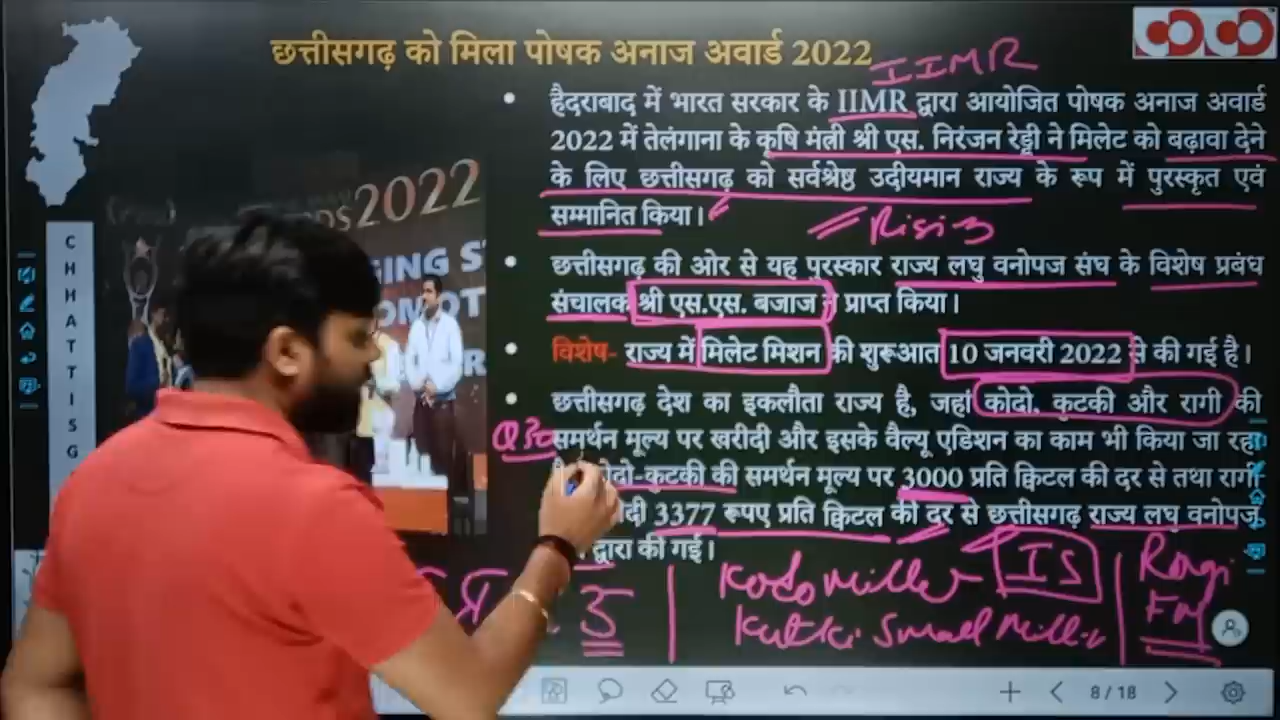 छत्तीसगढ़ को मिला पोषक अनाज अवार्ड 2022
IIMR
हैदराबाद में भारत सरकार के IIMR द्वारा आयोजित पोषक अनाज अवार्ड
2022 में तेलंगाना के कृषि मंत्री श्री एस. निरंजन रेड्डी ने मिलेट को बढ़ावा देने
के लिए छत्तीसगढ़ को सर्वश्रेष्ठ उदीयमान राज्य के रूप में पुरस्कृत एवं
सम्मानित किया।
Rising
छत्तीसगढ़ की ओर से यह पुरस्कार राज्य लघु वनोपज संघ के विशेष प्रबंध
संचालक श्री एस.एस. बजाज ने प्राप्त किया।
विशेष- राज्य में मिलेट मिशन की शुरूआत 10 जनवरी 2022 से की गई है।
छत्तीसगढ़ देश का इकलौता राज्य है, जहां कोदो, कुटकी और रागी की
समर्थन मूल्य पर खरीदी और इसके वैल्यू एडिशन का काम भी किया जा रहा
कोदो-कुटकी की समर्थन मूल्य पर 3000 प्रति क्विटल की दर से तथा रागी
3377 रूपए प्रति क्विटल की दर से छत्तीसगढ़ राज्य लघु वनोपज
द्वारा की गई।
Kodo Millet IS
Kutki Small Millet
Ragi
FM
CHHATTISG
2022
8/18